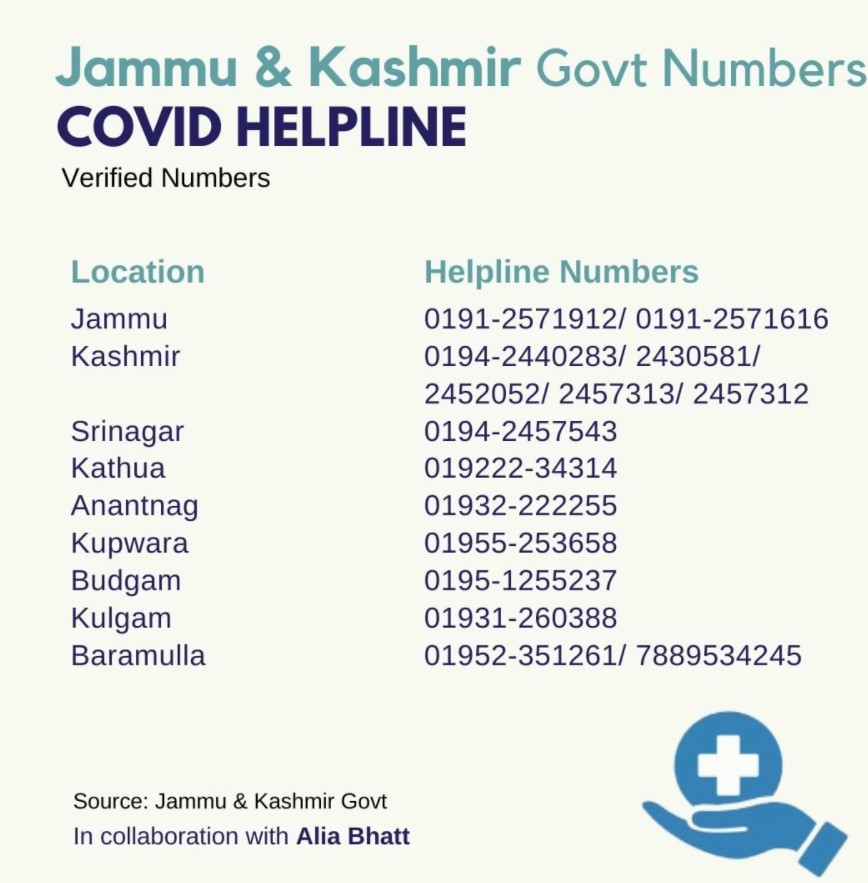 Jammu & Kashmir Govt Numbers
COVID HELPLINE
Verified Numbers
Location Helpline Numbers
Jammu 0191-2571912/ 0191-2571616
Kashmir 0194-2440283/ 2430581/
2452052/ 2457313/ 2457312
Srinagar 0194-2457543
Kathua 019222-34314
Anantnag 01932-222255
Kupwara 01955-253658
Budgam 0195-1255237
Kulgam 01931-260388
Baramulla 01952-351261/ 7889534245
Source: Jammu & Kashmir Govt
In collaboration with Alia Bhatt